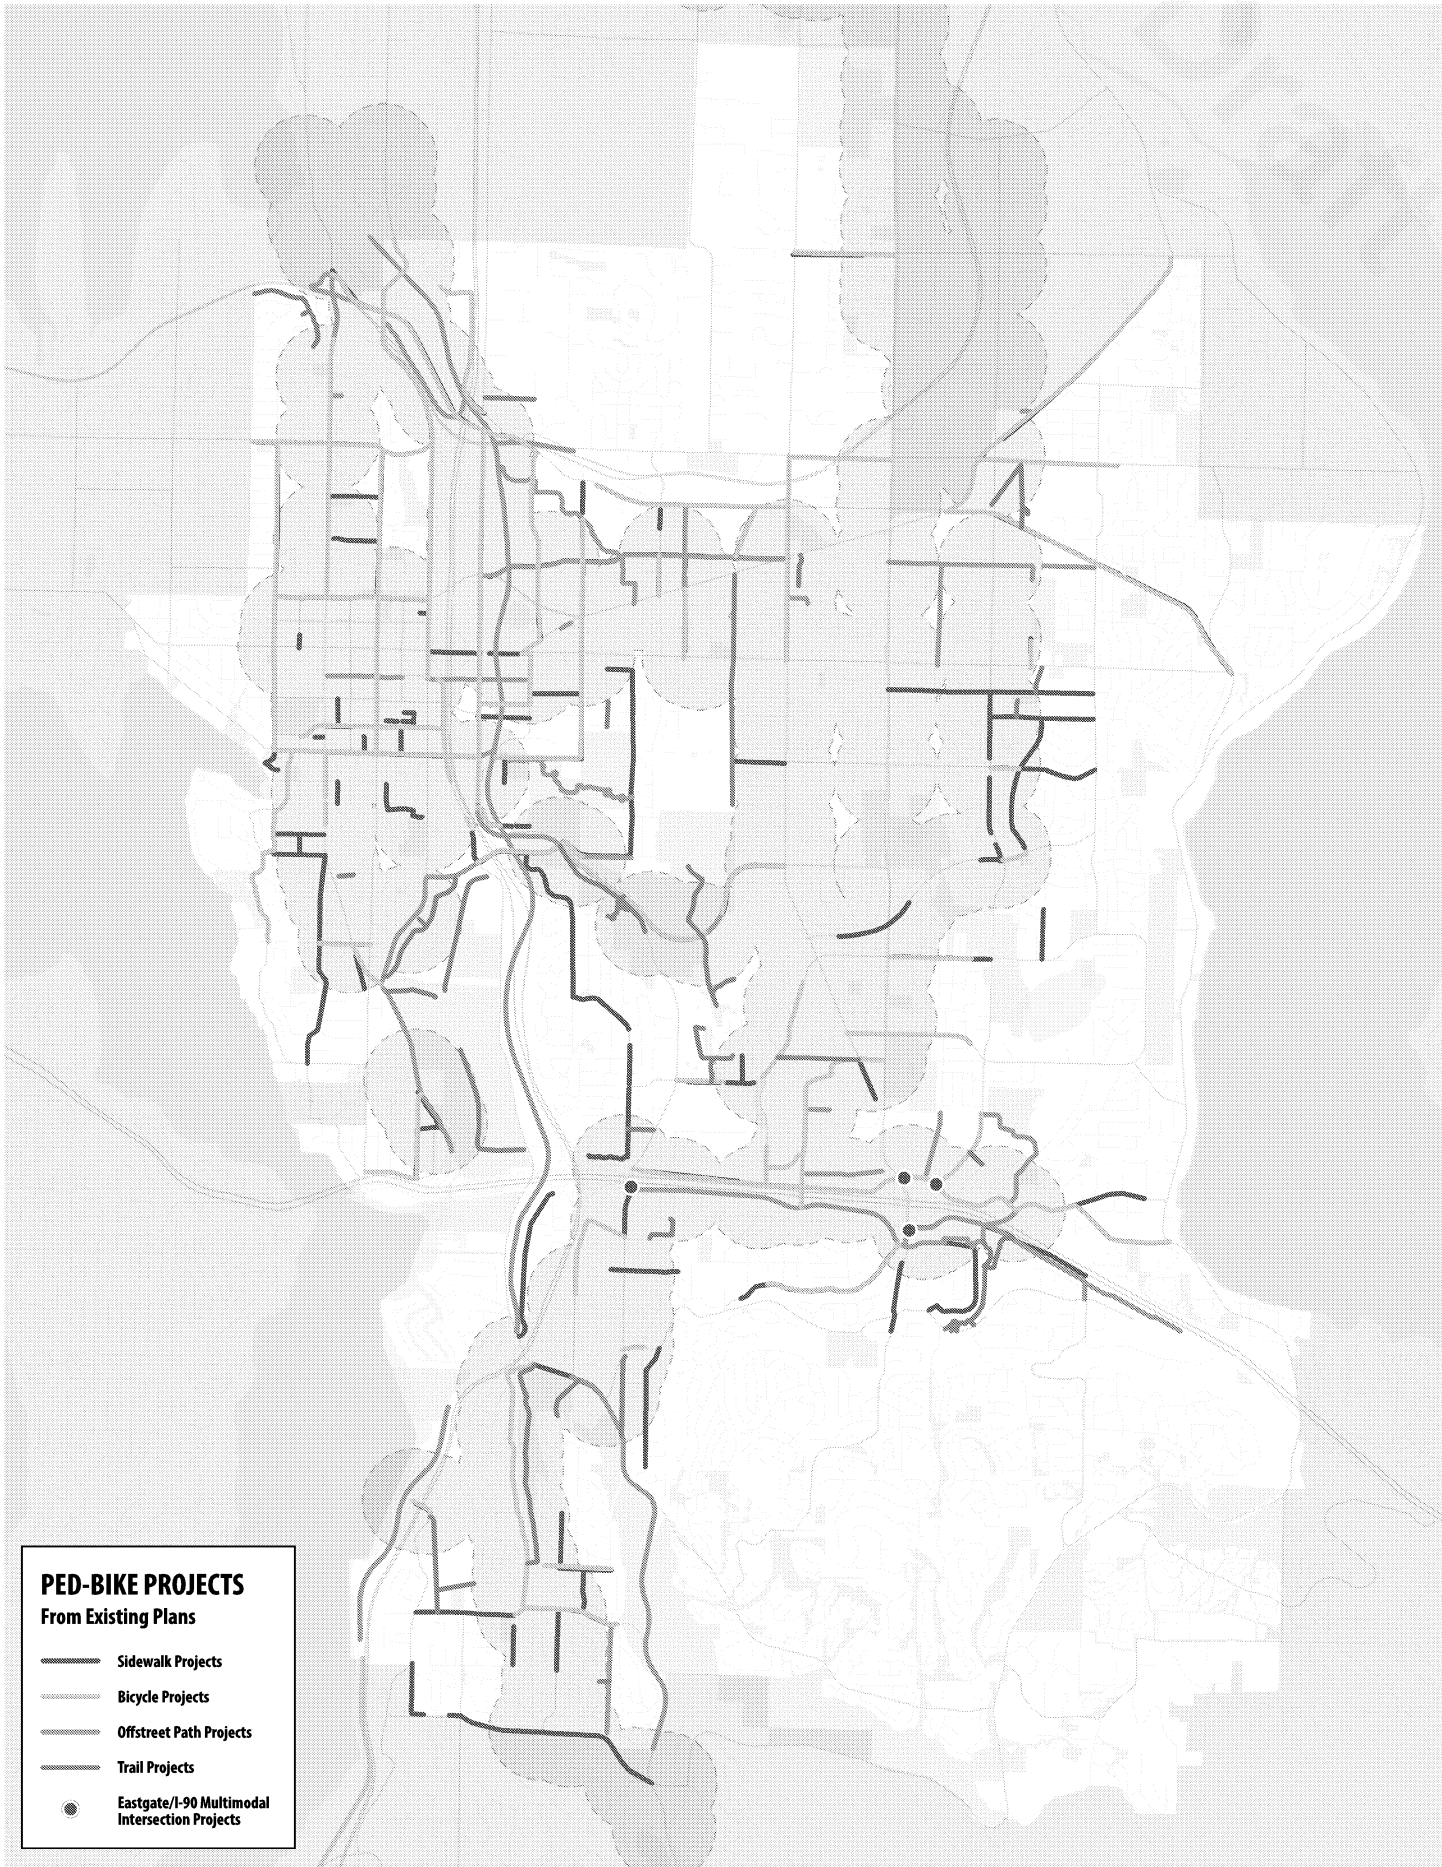 PED-BIKE PROJECTS
From Existing Plans
Sidewalk Projects
Bicycle Projects
Offstreet Path Projects
Trail Projects
Eastgate/I-90 Multimodal
Intersection Projects